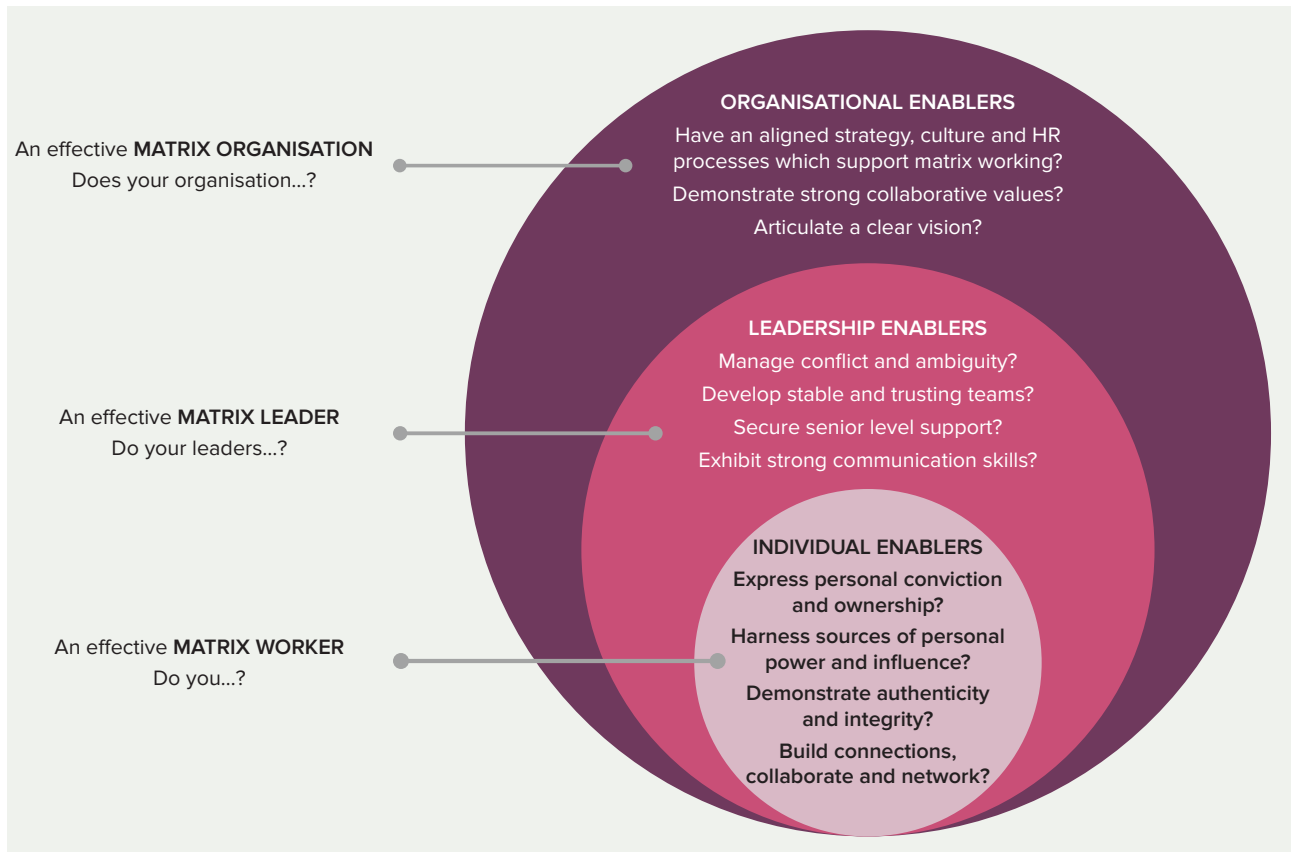 An effective MATRIX ORGANISATION
Does your organisation...?
ORGANISATIONAL ENABLERS
Have an aligned strategy, culture and HR
processes which support matrix working?
Demonstrate strong collaborative values?
Articulate a clear vision?
An effective MATRIX LEADER
Do your leaders...?
LEADERSHIP ENABLERS
Manage conflict and ambiguity?
Develop stable and trusting teams?
Secure senior level support?
Exhibit strong communication skills?
An effective MATRIX WORKER
Do you...?
INDIVIDUAL ENABLERS
Express personal conviction
and ownership?
Harness sources of personal
power and influence?
Demonstrate authenticity
and integrity?
Build connections,
collaborate and network?